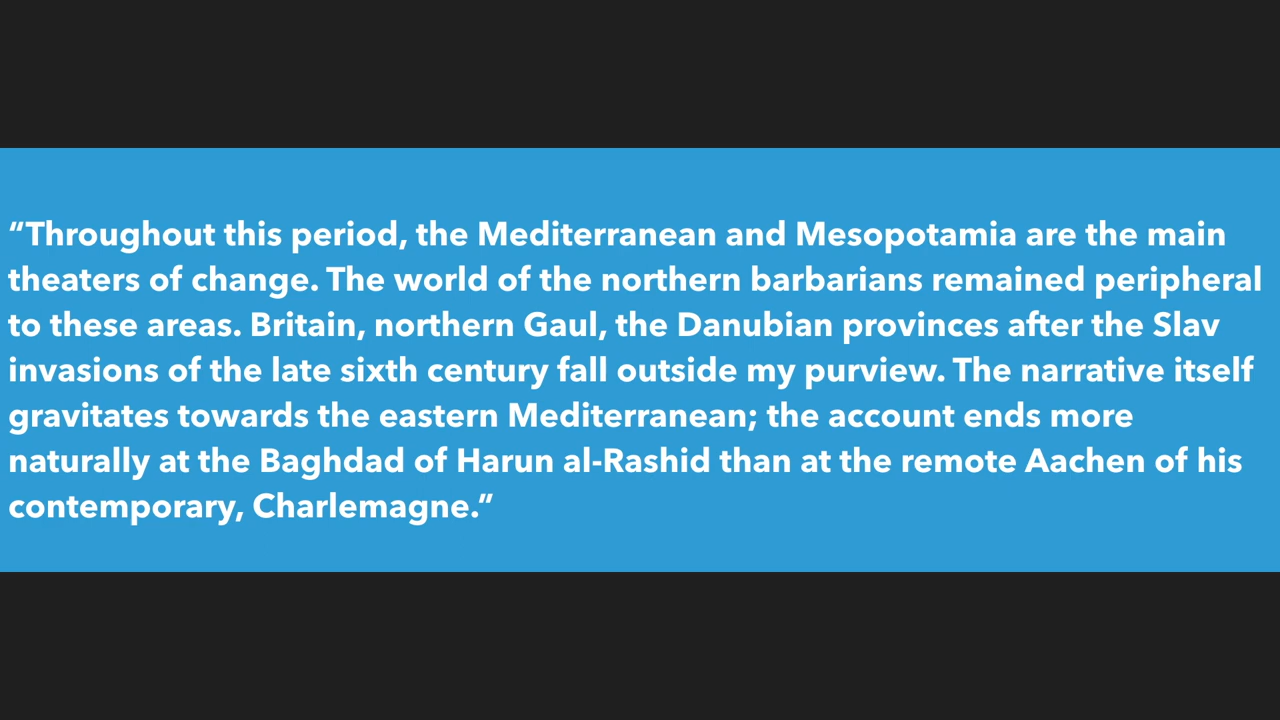 “Throughout this period, the Mediterranean and Mesopotamia are the main
theaters of change. The world of the northern barbarians remained peripheral
to these areas. Britain, northern Gaul, the Danubian provinces after the Slav
invasions of the late sixth century fall outside my purview. The narrative itself
gravitates towards the eastern Mediterranean; the account ends more
naturally at the Baghdad of Harun al-Rashid than at the remote Aachen of his
contemporary, Charlemagne.”